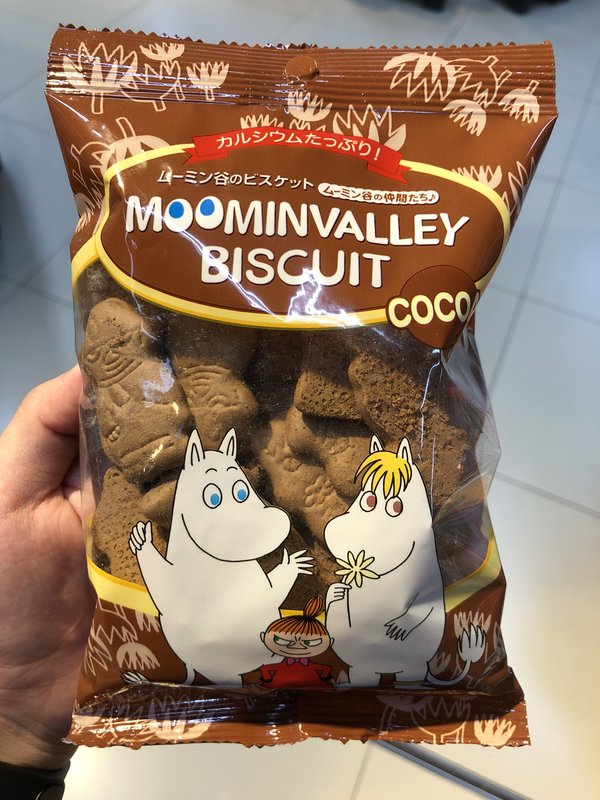 カルシウムたっぷり!
ムーミン谷のビスケット
ムーミン谷の仲間たち♪
MOOMINVALLEY
BISCUIT
COCOA